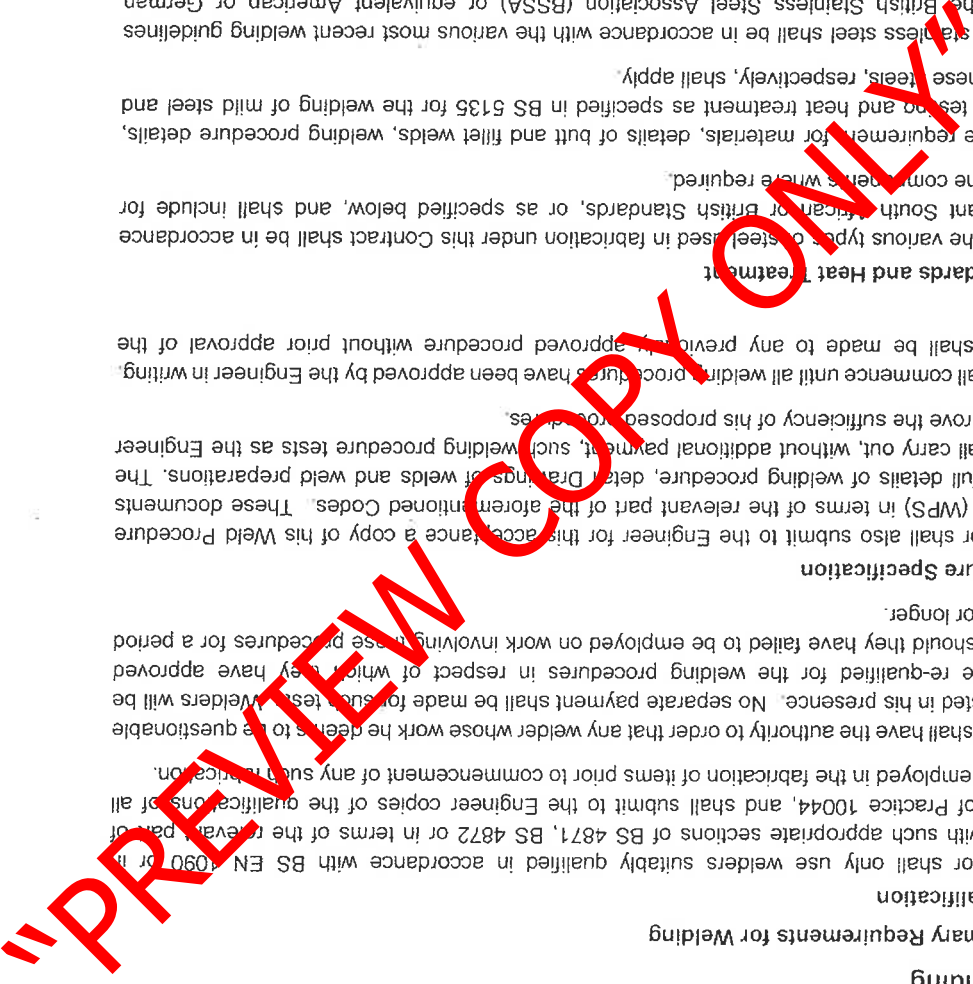 nary Requirements for Welding
alification
or shall only use welders suitably qualified in accordance with BS EN 1090 or in
ith such appropriate sections of BS 4871, BS 4872 or in terms of the relevant part of
of Practice 10044, and shall submit to the Engineer copies of the qualifications of all
employed in the fabrication of items prior to commencement of any such fabrication.
shall have the authority to order that any welder whose work he deems to be questionable
ted in his presence. No separate payment shall be made for such tests. Welders will be
e re-qualified for the welding procedures in respect of which they have approved
should they have failed to be employed on work involving these procedures for a period
or longer.
ure Specification
or shall also submit to the Engineer for this acceptance a copy of his Weld Procedure
(WPS) in terms of the relevant part of the aforementioned Codes. These documents
full details of welding procedure, detail Drawings of welds and weld preparations. The
all carry out, without additional payment, such welding procedure tests as the Engineer
rove the sufficiency of his proposed procedures.
all commence until all welding procedures have been approved by the Engineer in writing.
shall be made to any previously approved procedure without prior approval of the
dards and Heat Treatment
he various types of steel used in fabrication under this Contract shall be in accordance
ant South African or British Standards, or as specified below, and shall include for
he components where required.
e requirements for materials, details of butt and fillet welds, welding procedure details,
testing and heat treatment as specified in BS 5135 for the welding of mild steel and
hese steels, respectively, shall apply.
stainless steel shall be in accordance with the various most recent welding guidelines
he British Stainless Steel Association (BSSA) or equivalent American or German
“PREVIEW COPY ONLY”